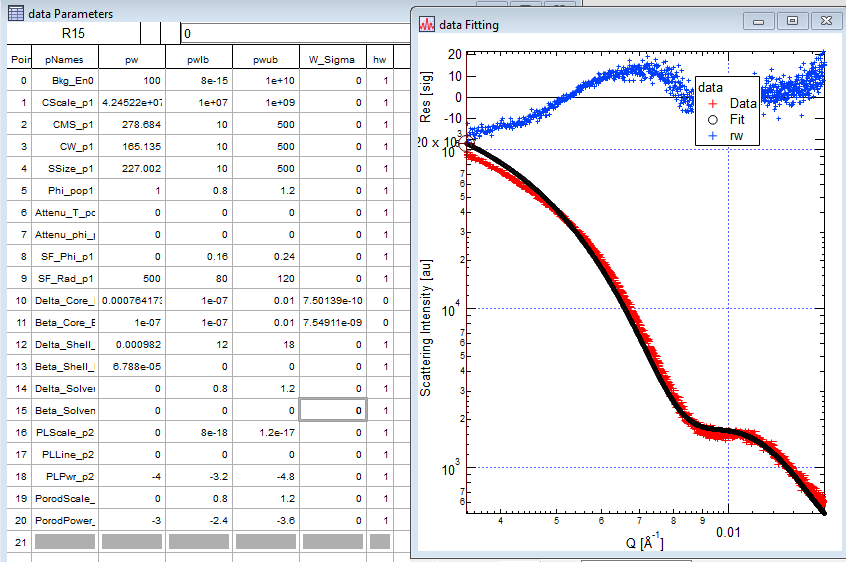 data Parameters
R15 0
Poir pNames pw pwlb pwub W_Sigma hw
0 Bkg_En0 100 8e-15 1e+10 0 1
1 CScale_p1 4.24522e+07 1e+07 1e+09 0 1
2 CMS_p1 278.684 10 500 0 1
3 CW_p1 165.135 10 500 0 1
4 SSize_p1 227.002 10 500 0 1
5 Phi_pop1 1 0.8 1.2 0 1
6 Attenu_T_pc 0 0 0 0 1
7 Attenu_phi_ 0 0 0 0 1
8 SF_Phi_p1 0 0.16 0.24 0 1
9 SF_Rad_p1 500 80 120 0 1
10 Delta_Core_ 0.000764173 1e-07 0.01 7.50139e-10 0
11 Beta_Core_E 1e-07 1e-07 0.01 7.54911e-09 0
12 Delta_Shell_ 0.000982 12 18 0 1
13 Beta_Shell_ 6.788e-05 0 0 0 1
14 Delta_Solver 0 0.8 1.2 0 1
15 Beta_Solven 0 0 0 0 1
16 PLScale_p2 0 8e-18 1.2e-17 0 1
17 PLLine_p2 0 0 0 0 1
18 PLPwr_p2 -4 -3.2 -4.8 0 1
19 PorodScale_ 0 0.8 1.2 0 1
20 PorodPower_ -3 -2.4 -3.6 0 1
21
data Fitting
Res [sig]
20
10
0
-10
20 x 10 3
data
Data
Fit
rw
Scattering Intensity [au]
10 5
7
6
5
4
3
2
10 4
7
6
5
4
3
2
10 3
7
6
4 5 6 7 8 9 0.01
Q [Å-1]